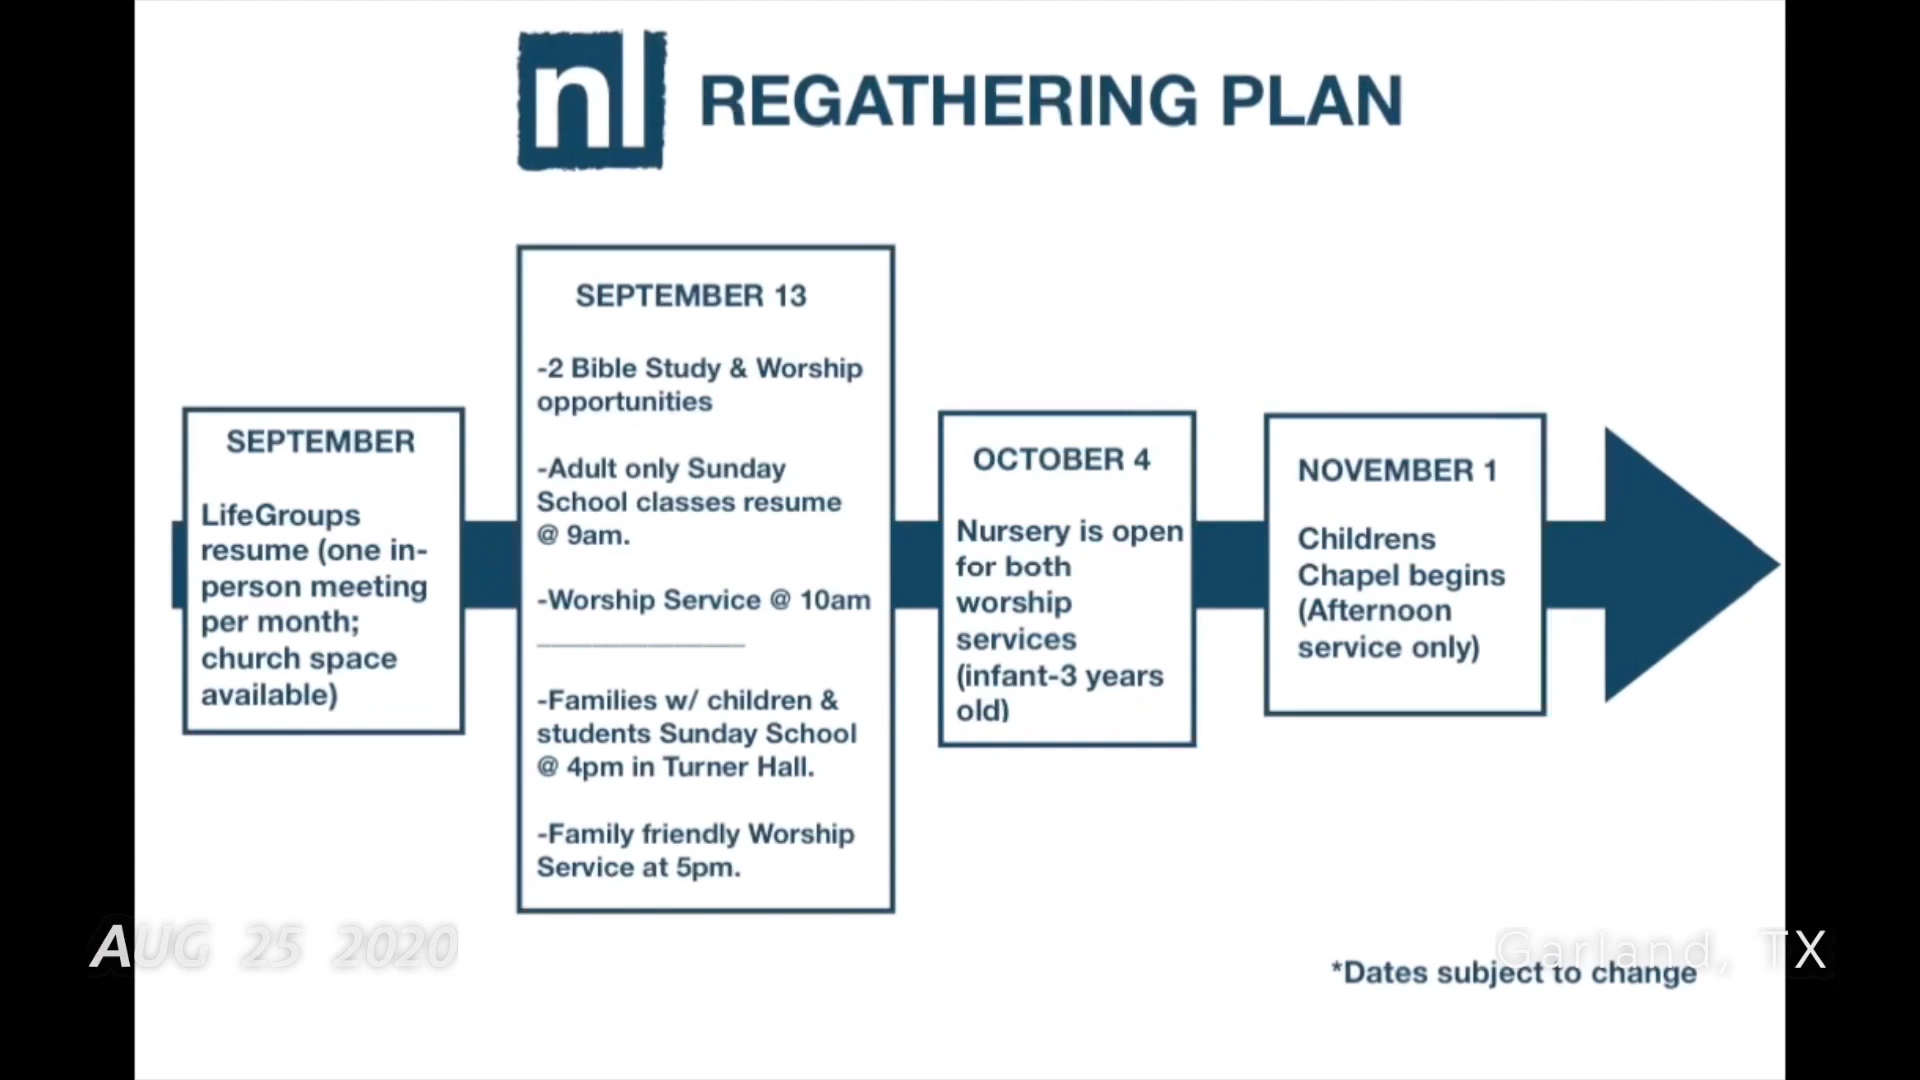 nl REGATHERING PLAN
SEPTEMBER
LifeGroups
resume (one in-
person meeting
per month;
church space
available)
SEPTEMBER 13
-2 Bible Study & Worship
opportunities
-Adult only Sunday
School classes resume
@ 9am.
-Worship Service @ 10am
-Families w/ children &
students Sunday School
@ 4pm in Turner Hall.
-Family friendly Worship
Service at 5pm.
OCTOBER 4
Nursery is open
for both
worship
services
(infant-3 years
old)
NOVEMBER 1
Childrens
Chapel begins
(Afternoon
service only)
AUG 25 2020
Garland, TX
*Dates subject to change